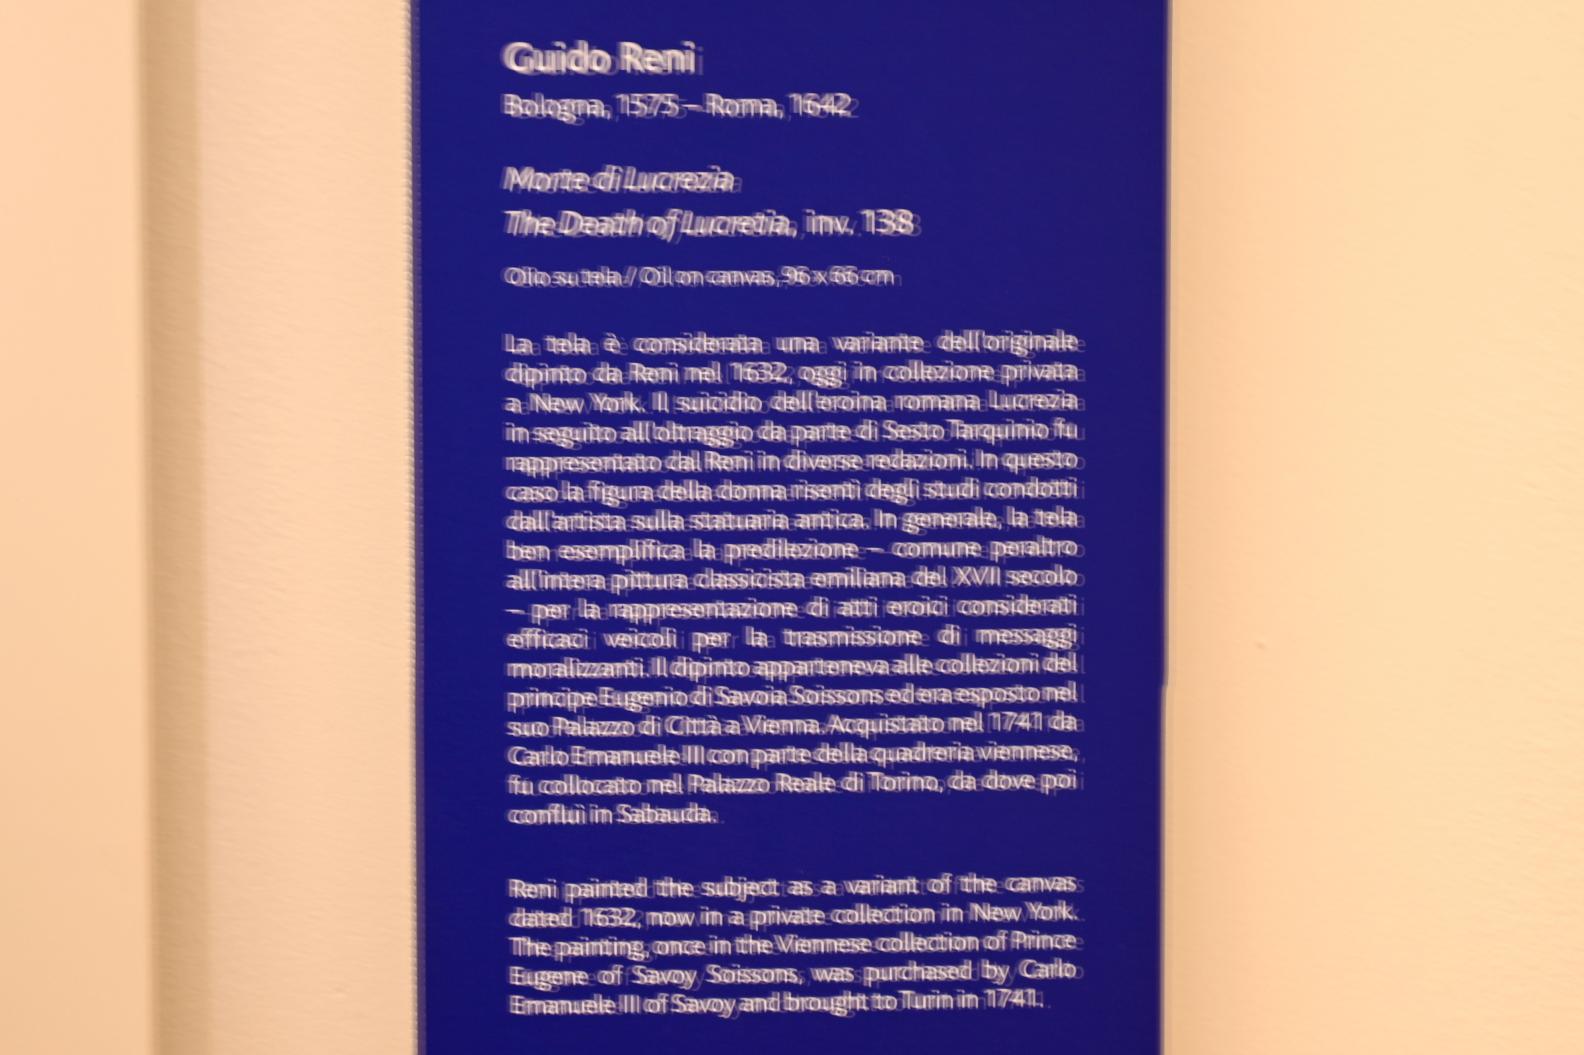 Guido Reni
Bologna, 1575 – Roma, 1642
Morte di Lucrezia
The Death of Lucretia, inv. 138
Olio su tela / Oil on canvas, 96 x 66 cm
La tela è considerata una variante dell'originale
dipinto da Reni nel 1632, oggi in collezione privata
a New York. Il suicidio dell'eroina romana Lucrezia
in seguito all'oltraggio da parte di Sesto Tarquinio fu
rappresentato dal Reni in diverse redazioni. In questo
caso la figura della donna risentì degli studi condotti
dall'artista sulla statuaria antica. In generale, la tela
ben esemplifica la predilezione – comune peraltro
all'intera pittura classicista emiliana del XVII secolo
– per la rappresentazione di atti eroici considerati
efficaci veicoli per la trasmissione di messaggi
moralizzanti. Il dipinto apparteneva alle collezioni del
principe Eugenio di Savoia Soissons ed era esposto nel
suo Palazzo di Città a Vienna. Acquistato nel 1741 da
Carlo Emanuele III con parte della quadreria viennese,
fu collocato nel Palazzo Reale di Torino, da dove poi
confluì in Sabauda.
Reni painted the subject as a variant of the canvas
dated 1632, now in a private collection in New York.
The painting, once in the Viennese collection of Prince
Eugene of Savoy Soissons, was purchased by Carlo
Emanuele III of Savoy and brought to Turin in 1741.